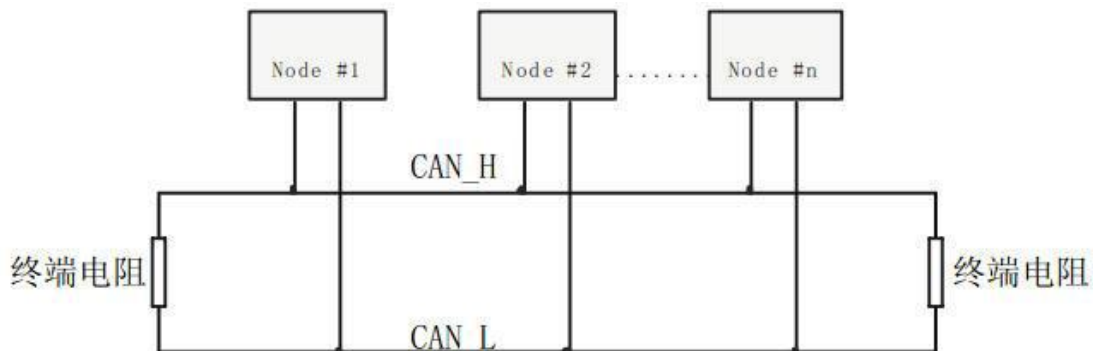 Node #1
Node #2
........
Node #n
CAN_H
终端电阻
终端电阻
CAN_L